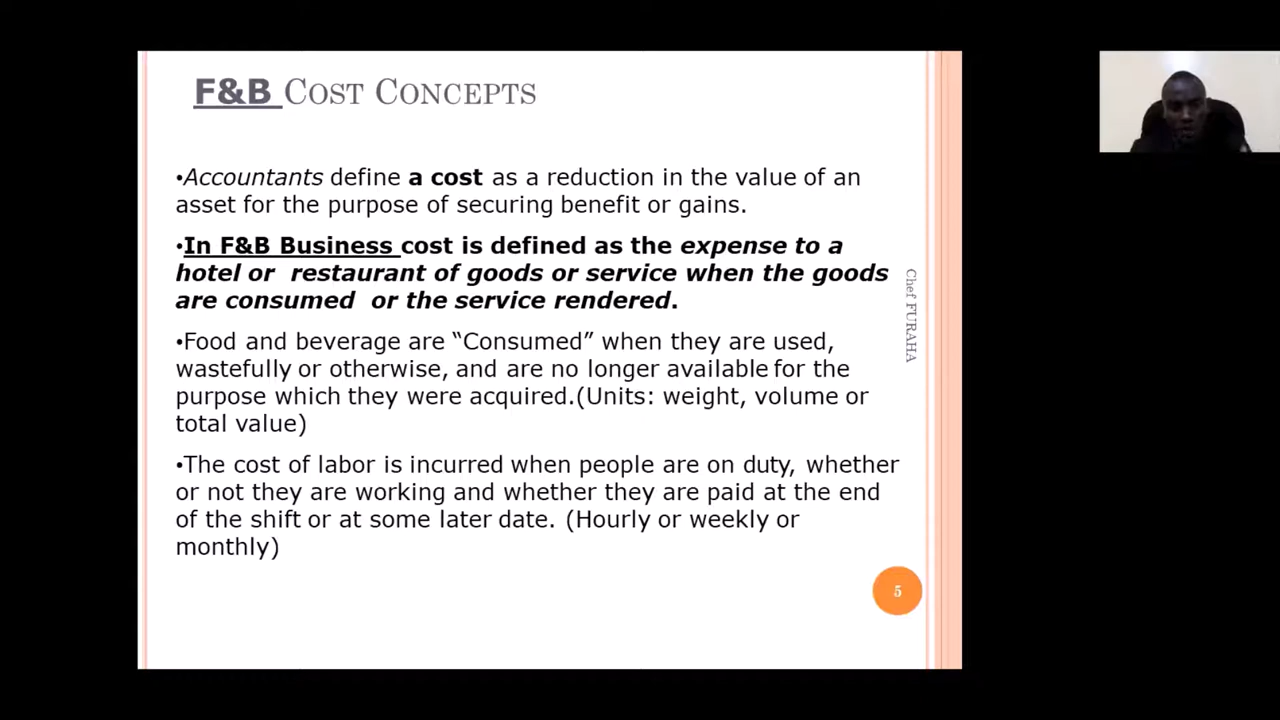 F&B COST CONCEPTS
•Accountants define a cost as a reduction in the value of an
asset for the purpose of securing benefit or gains.
•In F&B Business cost is defined as the expense to a
hotel or restaurant of goods or service when the goods
are consumed or the service rendered.
•Food and beverage are “Consumed” when they are used,
wastefully or otherwise, and are no longer available for the
purpose which they were acquired.(Units: weight, volume or
total value)
•The cost of labor is incurred when people are on duty, whether
or not they are working and whether they are paid at the end
of the shift or at some later date. (Hourly or weekly or
monthly)
Chef FURAHA
5